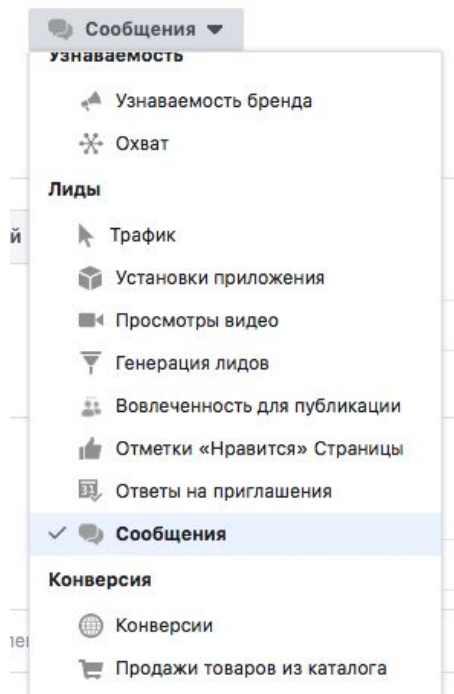 Сообщения
Узнаваемость
Узнаваемость бренда
Охват
Лиды
й
Трафик
Установки приложения
Просмотры видео
Генерация лидов
Вовлеченность для публикации
Отметки «Нравится» Страницы
31
Ответы на приглашения
Сообщения
Конверсия
Конверсии
Продажи товаров из каталога